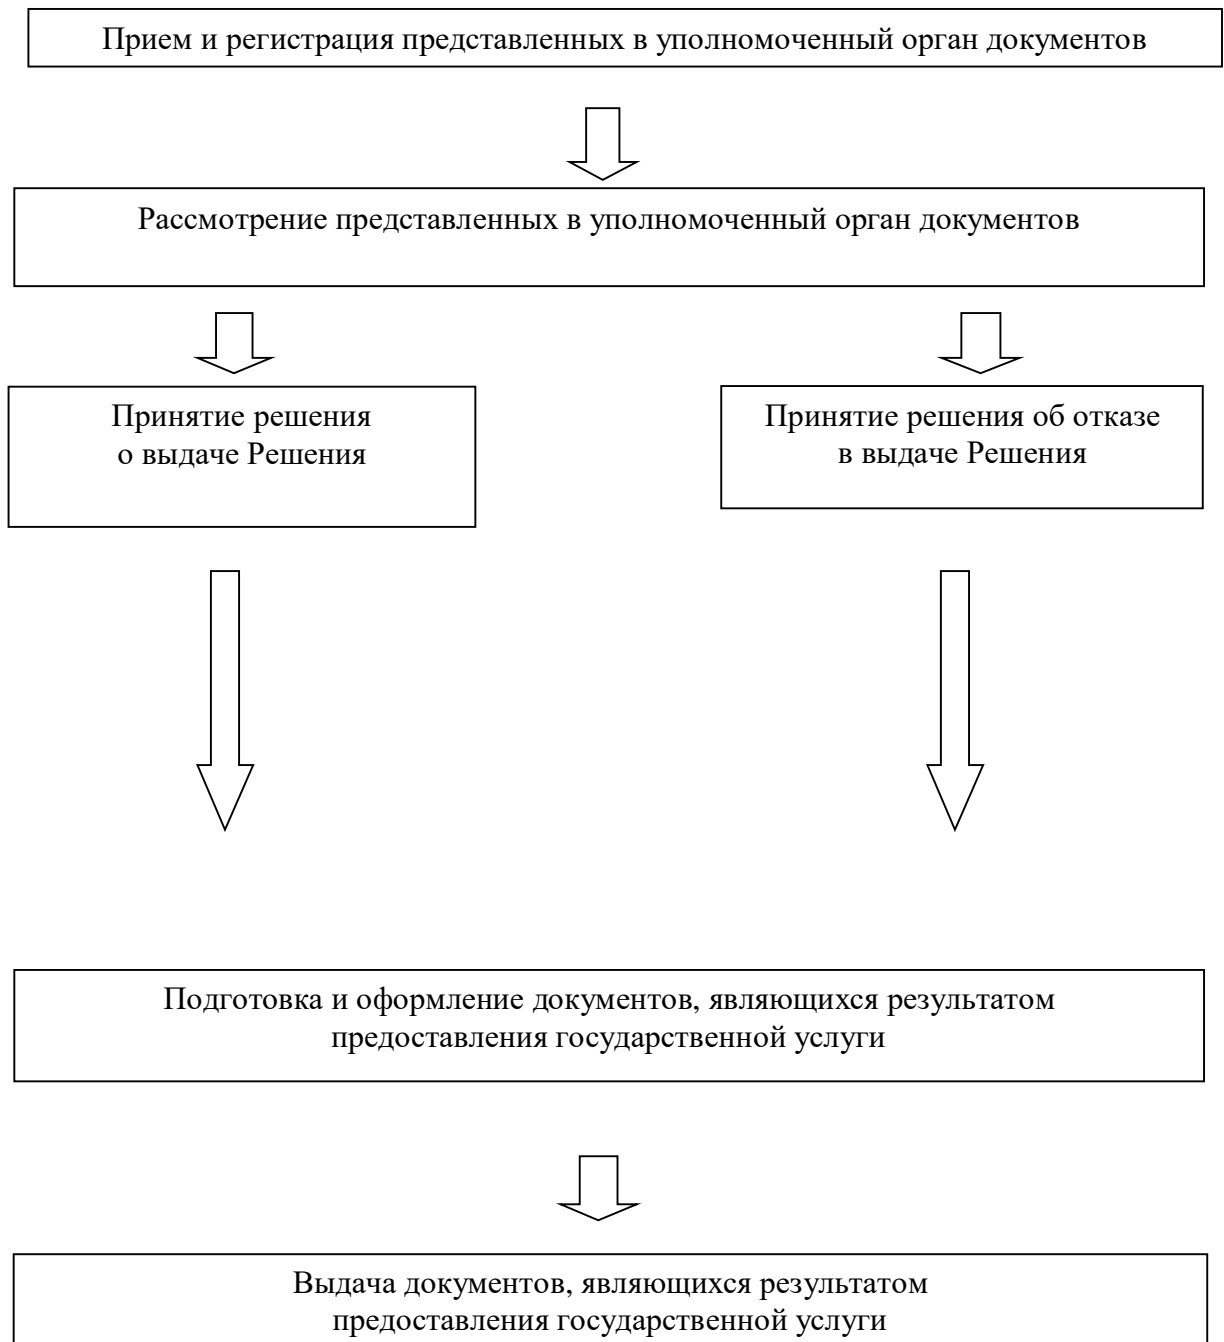 Прием и регистрация представленных в уполномоченный орган документов
Рассмотрение представленных в уполномоченный орган документов
Принятие решения
о выдаче Решения
Принятие решения об отказе
в выдаче Решения
Подготовка и оформление документов, являющихся результатом
предоставления государственной услуги
Выдача документов, являющихся результатом
предоставления государственной услуги